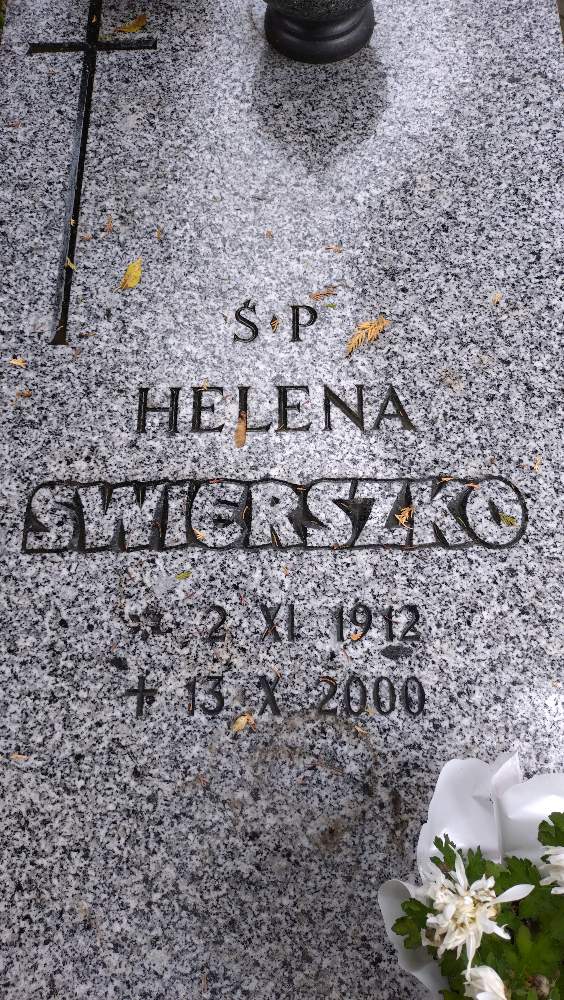 Ś P
HELENA
SWIERSZKO
* 2 XI 1912
+ 13 X 2000